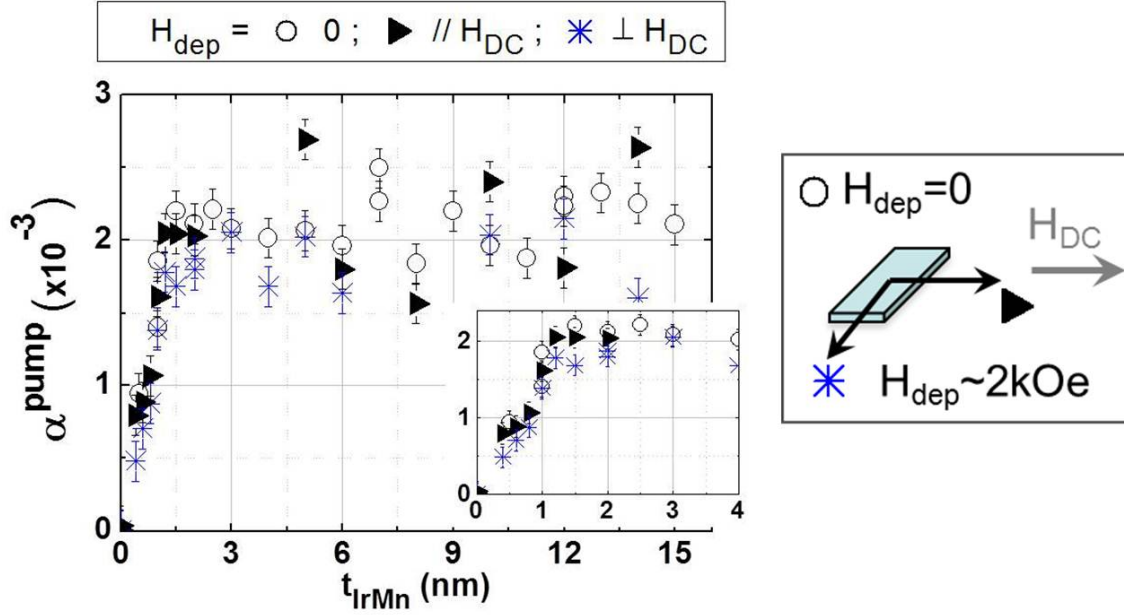 H_dep = ○ 0 ; ▶ // H_DC ; ✳ ⊥ H_DC
3
2
1
0
α^pump (x10^-3)
0 3 6 9 12 15
t_IrMn (nm)
2
1
0
0 1 2 3 4
○ H_dep=0
H_DC
▶
✳ H_dep~2kOe